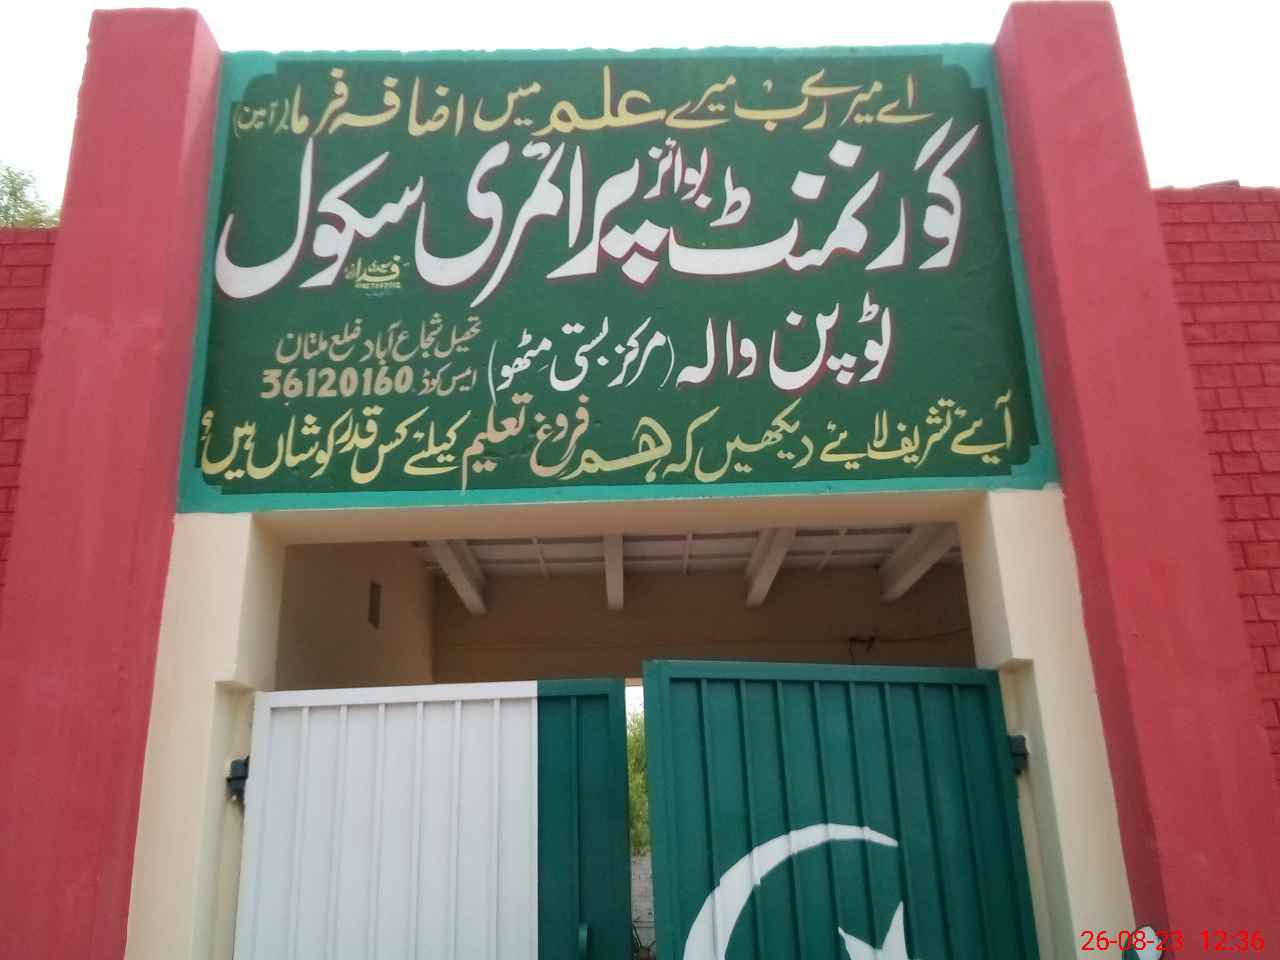 اے میرے رب میرے علم میں اضافہ فرما (آمین)
گورنمنٹ بوائز پرائمری سکول
ٹوپن والہ (مرکز بستی مٹھو)
تحصیل شجاع آباد ضلع ملتان
ایمس کوڈ 36120160
آیئے تشریف لایئے دیکھیں کہ ھم فروغ تعلیم کیلئے کس قدر کوشاں ہیں؟
26-08-23 12:36